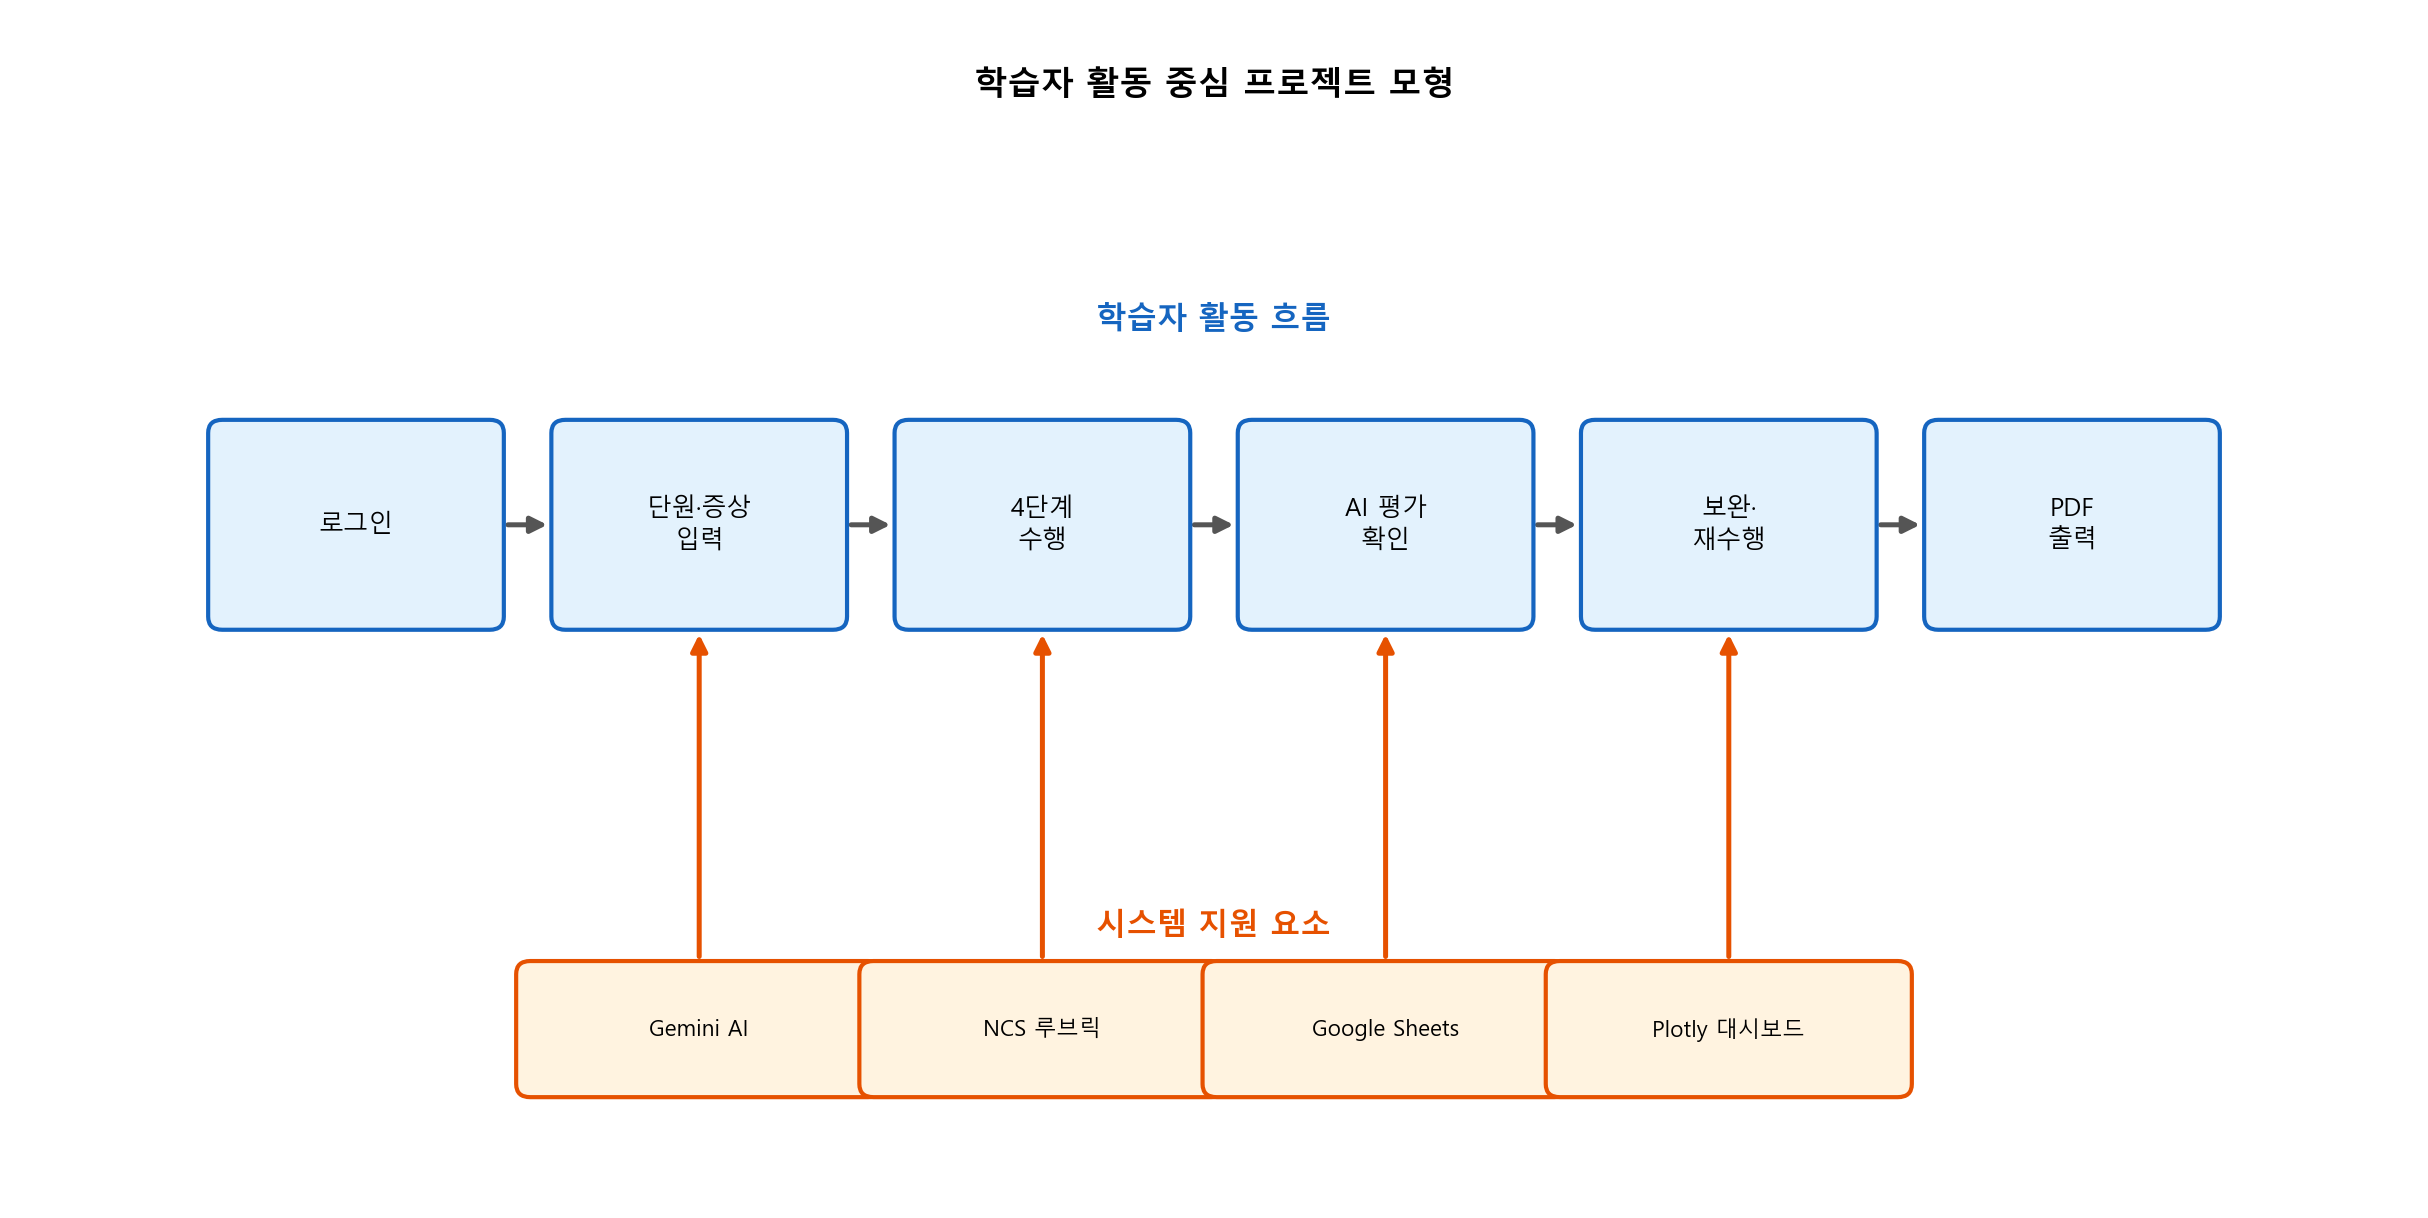 학습자 활동 중심 프로젝트 모형
학습자 활동 흐름
로그인
단원·증상
입력
4단계
수행
AI 평가
확인
보완·
재수행
PDF
출력
시스템 지원 요소
Gemini AI
NCS 루브릭
Google Sheets
Plotly 대시보드